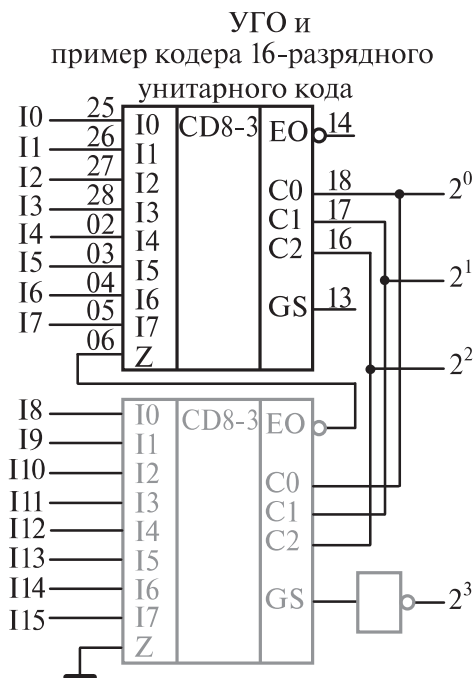 УГО и
пример кодера 16-разрядного
унитарного кода
I0 25 I0 CD8-3 EO 14
I1 26 I1
I2 27 I2
I3 28 I3 C0 18 2⁰
I4 02 I4 C1 17
I5 03 I5 C2 16 2¹
I6 04 I6
I7 05 I7 GS 13
06 Z 2²
I8 I0 CD8-3 EO
I9 I1
I10 I2 C0
I11 I3 C1
I12 I4 C2
I13 I5
I14 I6 GS 2³
I15 I7
Z